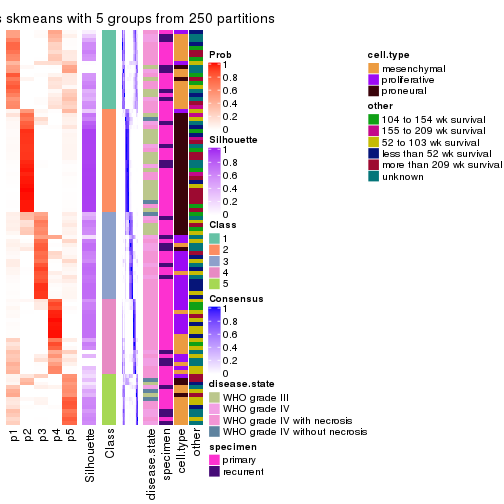 s skmeans with 5 groups from 250 partitions
Prob
1
0.8
0.6
0.4
0.2
0
Silhouette
1
0.8
0.6
0.4
0.2
0
Class
1
2
3
4
5
Consensus
1
0.8
0.6
0.4
0.2
0
disease.state
WHO grade III
WHO grade IV
WHO grade IV with necrosis
WHO grade IV without necrosis
specimen
primary
recurrent
cell.type
mesenchymal
proliferative
proneural
other
104 to 154 wk survival
155 to 209 wk survival
52 to 103 wk survival
less than 52 wk survival
more than 209 wk survival
unknown
p1
p2
p3
p4
p5
Silhouette
Class
disease.state
specimen
cell.type
other